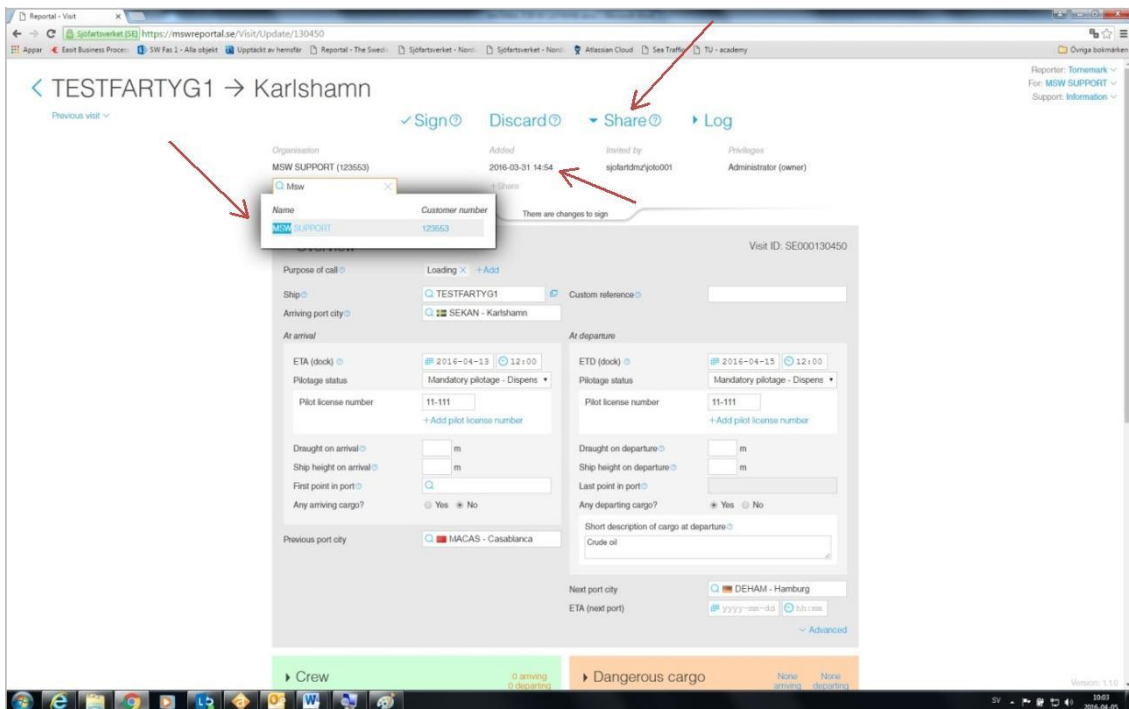 Reportal - Visit
Sjöfartsverket [SE] https://mswreportal.se/Visit/Update/130450
Appar Easit Business Process SW Fas 1 - Alla objekt Upptäckt av hemsfär Reportal - The Swedi Sjöfartsverket - Nord Sjöfartsverket - Nord Atlassian Cloud Sea Traffic TU - academy Övriga bokmärken
Reporter: Tornemark
For: MSW SUPPORT
Support: Information
TESTFARTYG1 → Karlshamn
Previous visit
Sign Discard Share Log
Organisation Added Invited by Privileges
MSW SUPPORT (123553) 2016-03-31 14:54 sjofartdmz\joto001 Administrator (owner)
Msw +Share
Name Customer number
MSW SUPPORT 123553
There are changes to sign
Overview Visit ID: SE000130450
Purpose of call Loading +Add
Ship TESTFARTYG1 Custom reference
Arriving port city SEKAN - Karlshamn
At arrival At departure
ETA (dock) 2016-04-13 12:00 ETD (dock) 2016-04-15 12:00
Pilotage status Mandatory pilotage - Dispens Pilotage status Mandatory pilotage - Dispens
Pilot license number 11-111 Pilot license number 11-111
+Add pilot license number +Add pilot license number
Draught on arrival m Draught on departure m
Ship height on arrival m Ship height on departure m
First point in port Last point in port
Any arriving cargo? Yes No Any departing cargo? Yes No
Short description of cargo at departure
Previous port city MACAS - Casablanca Crude oil
Next port city DEHAM - Hamburg
ETA (next port) yyyy-mm-dd hh:mm
Advanced
Crew 0 arriving Dangerous cargo None None
0 departing arriving departing
Version: 1.1.0
SV 10:03
2016-04-05